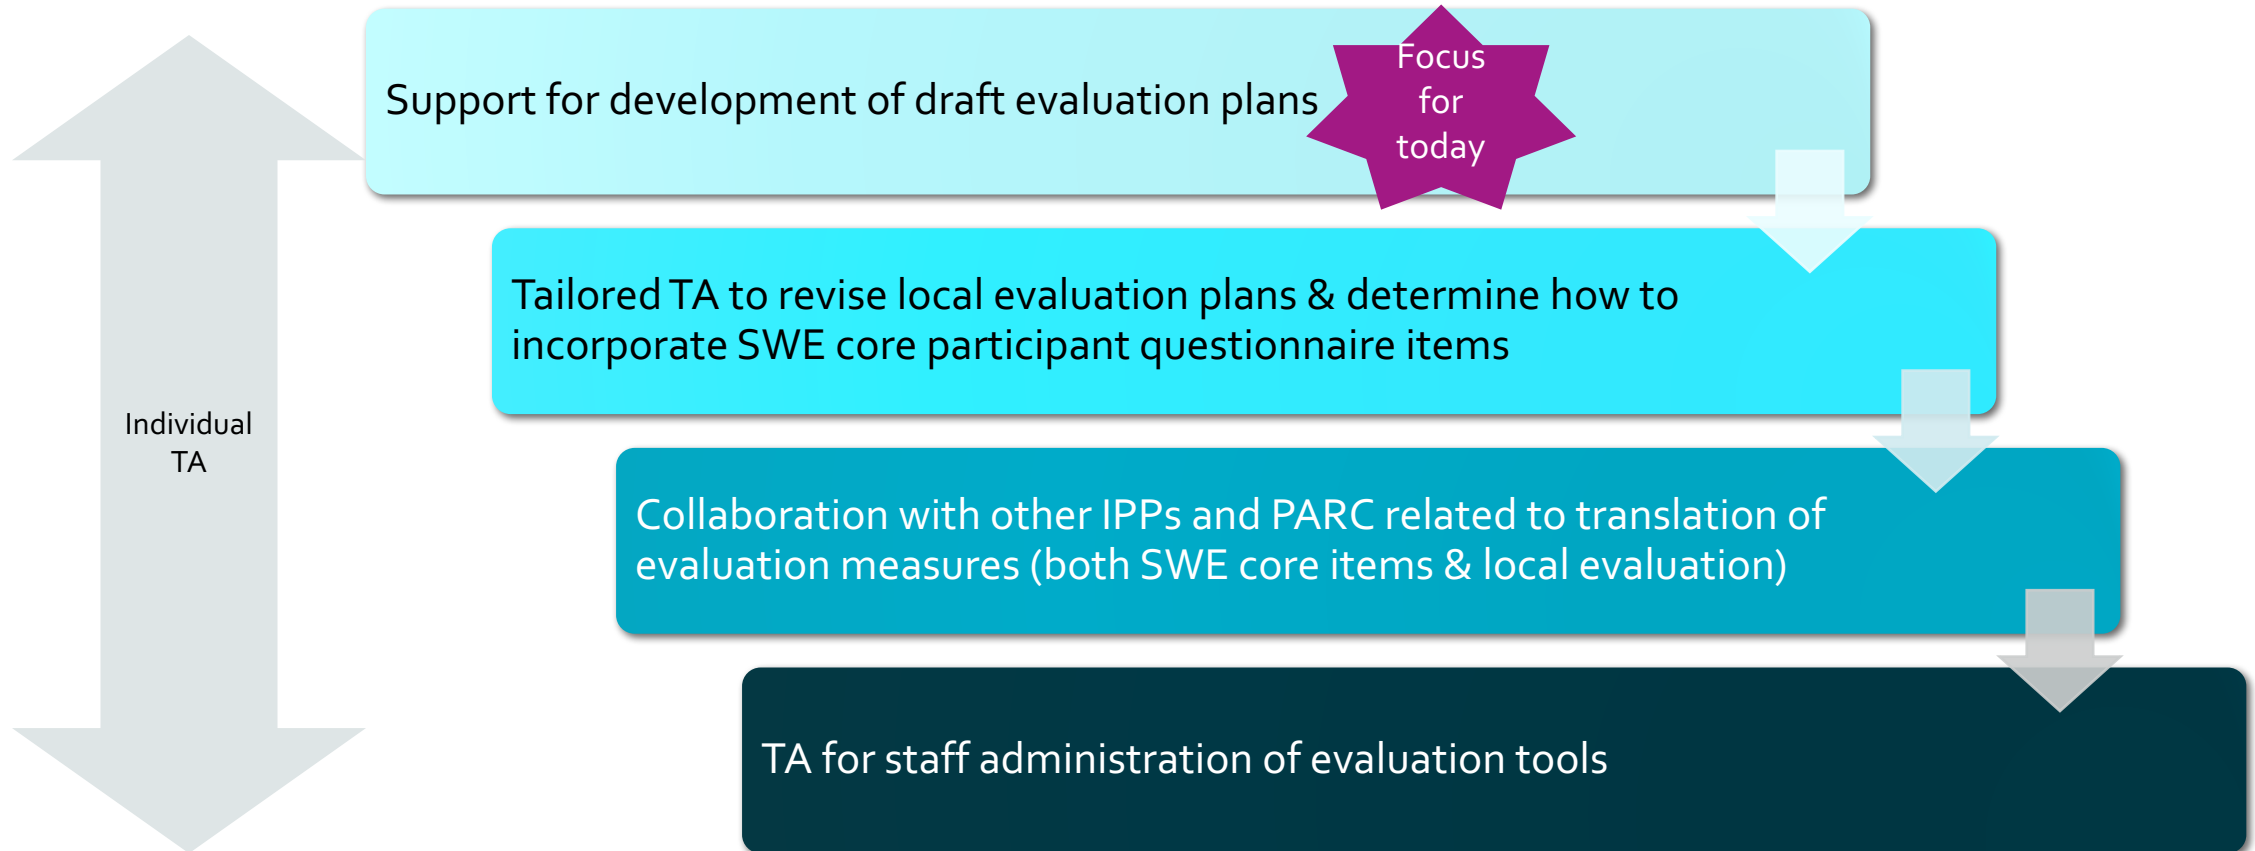 Support for development of draft evaluation plans
Focus
for
today
Tailored TA to revise local evaluation plans & determine how to
incorporate SWE core participant questionnaire items
Individual
TA
Collaboration with other IPPs and PARC related to translation of
evaluation measures (both SWE core items & local evaluation)
TA for staff administration of evaluation tools